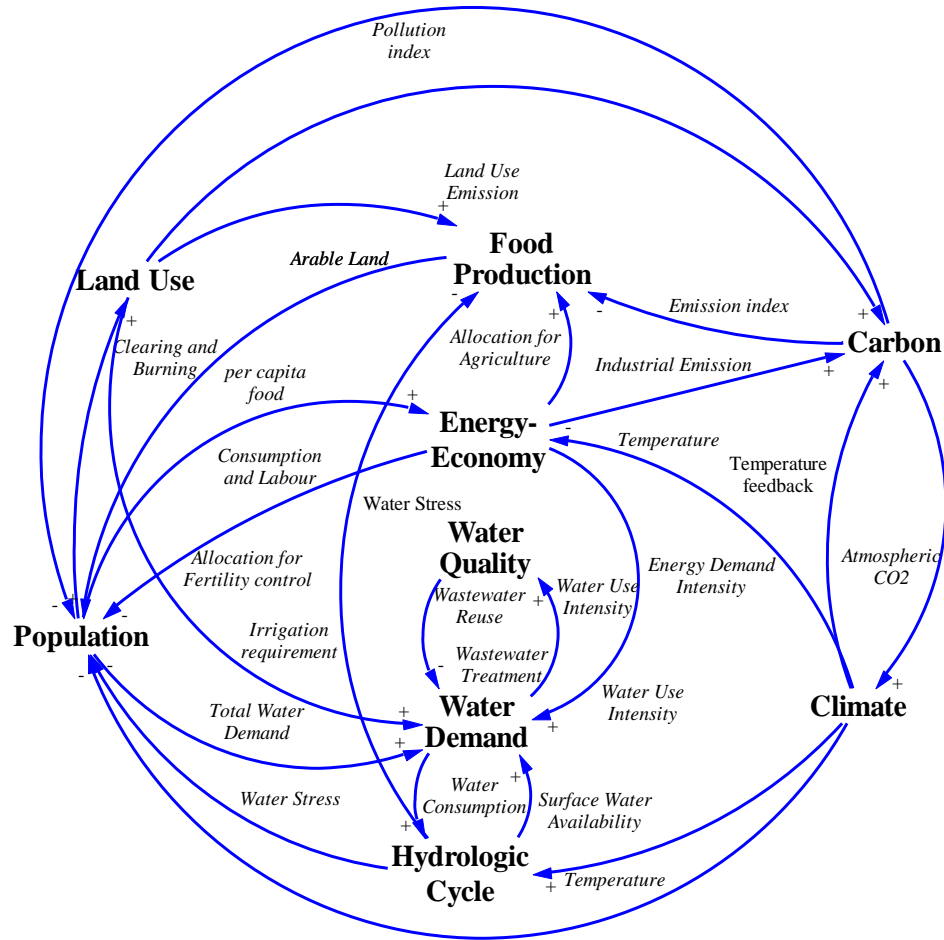 Pollution
index
Land Use
Emission
Food
Production
Arable Land
Land Use
Emission index
Carbon
Clearing and
Burning
Allocation for
Agriculture
Industrial Emission
per capita
food
Energy-
Economy
Temperature
Consumption
and Labour
Temperature
feedback
Water Stress
Water
Quality
Allocation for
Fertility control
Wastewater
Reuse
Water Use
Intensity
Energy Demand
Intensity
Atmospheric
CO2
Population
Irrigation
requirement
Wastewater
Treatment
Water
Demand
Water Use
Intensity
Climate
Total Water
Demand
Water Stress
Water
Consumption
Surface Water
Availability
Hydrologic
Cycle
Temperature
+
+
-
+
-
+
+
+
+
-
+
-
+
-
-
-
+
-
+
+
+
+
+
+
+
-